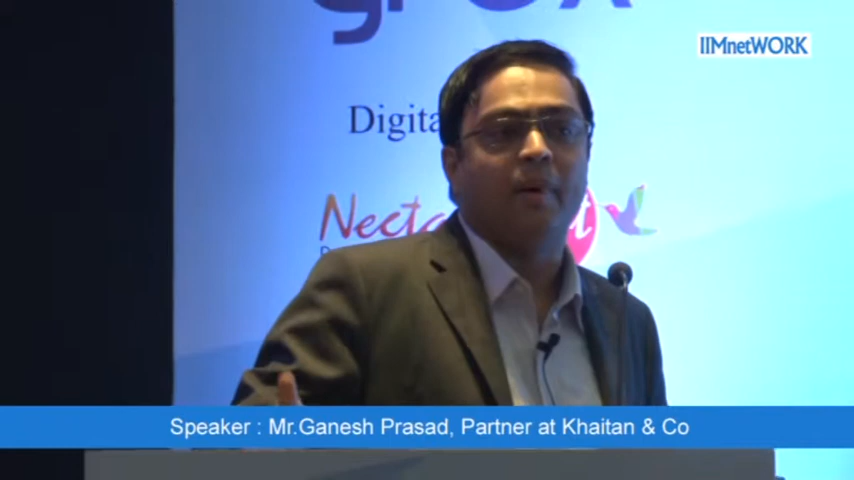 IIMnetWORK
Digita
Necta
Speaker : Mr.Ganesh Prasad, Partner at Khaitan & Co